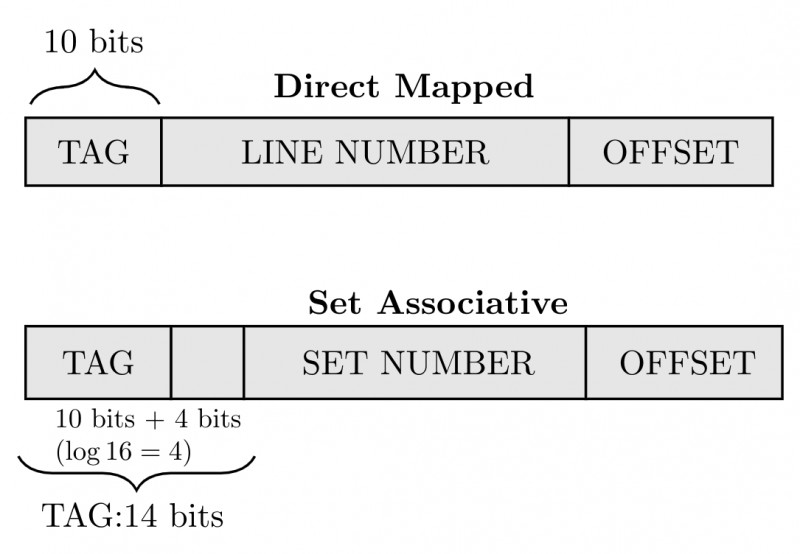 10 bits
Direct Mapped
TAG LINE NUMBER OFFSET
Set Associative
TAG SET NUMBER OFFSET
10 bits + 4 bits
(log 16 = 4)
TAG:14 bits